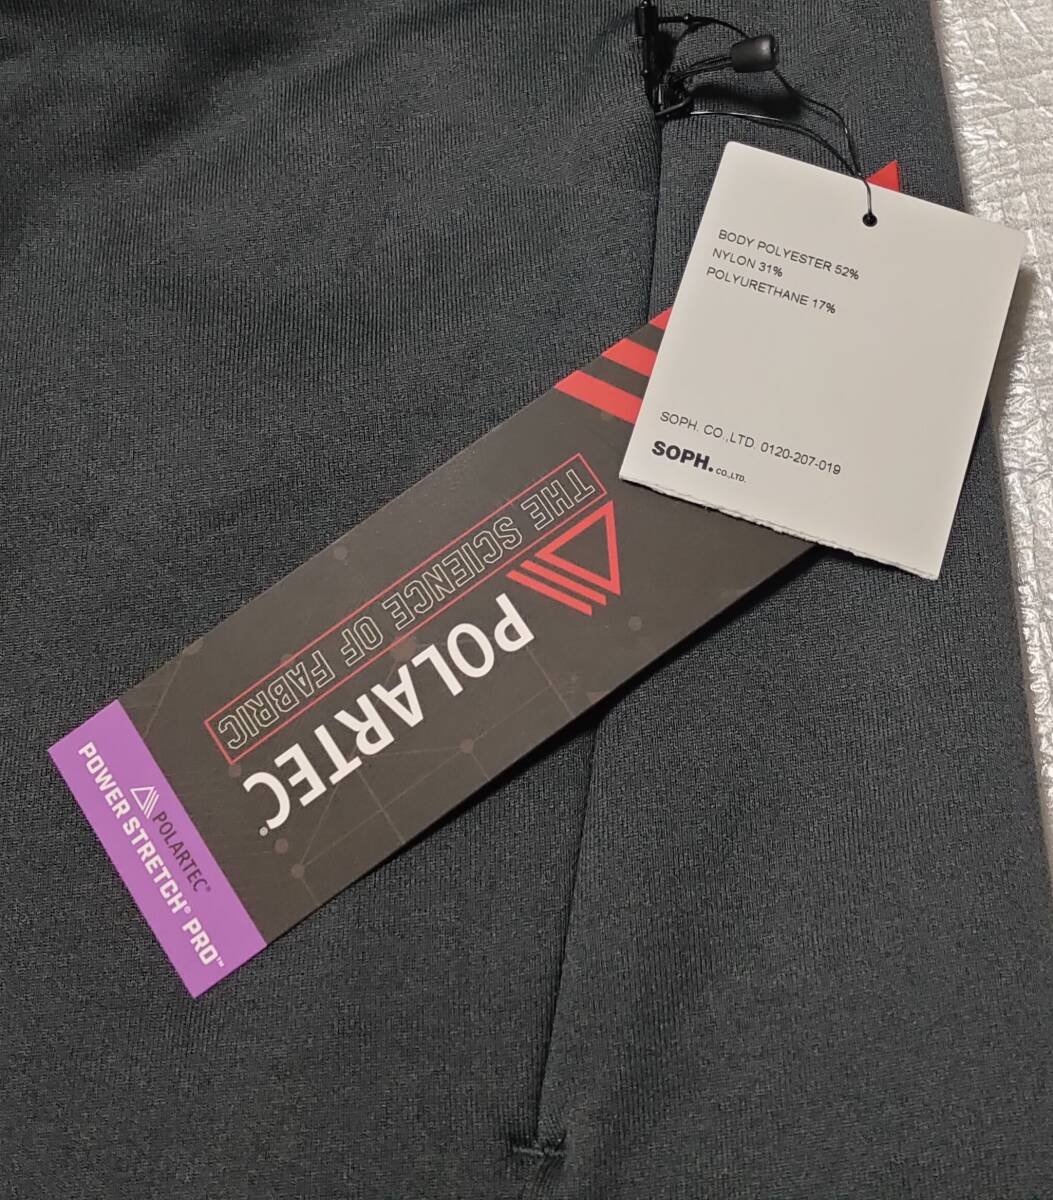 BODY POLYESTER 52%
NYLON 31%
POLYURETHANE 17%
SOPH. CO.,LTD. 0120-207-019
SOPH. CO.,LTD.
THE SCIENCE OF FABRIC
POLARTEC®
POLARTEC®
POWER STRETCH® PRO™